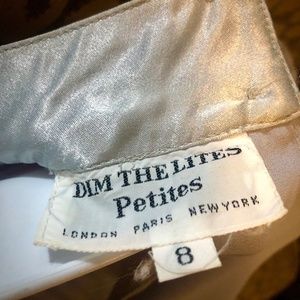 DIM THE LITES
Petites
LONDON PARIS NEW YORK
8